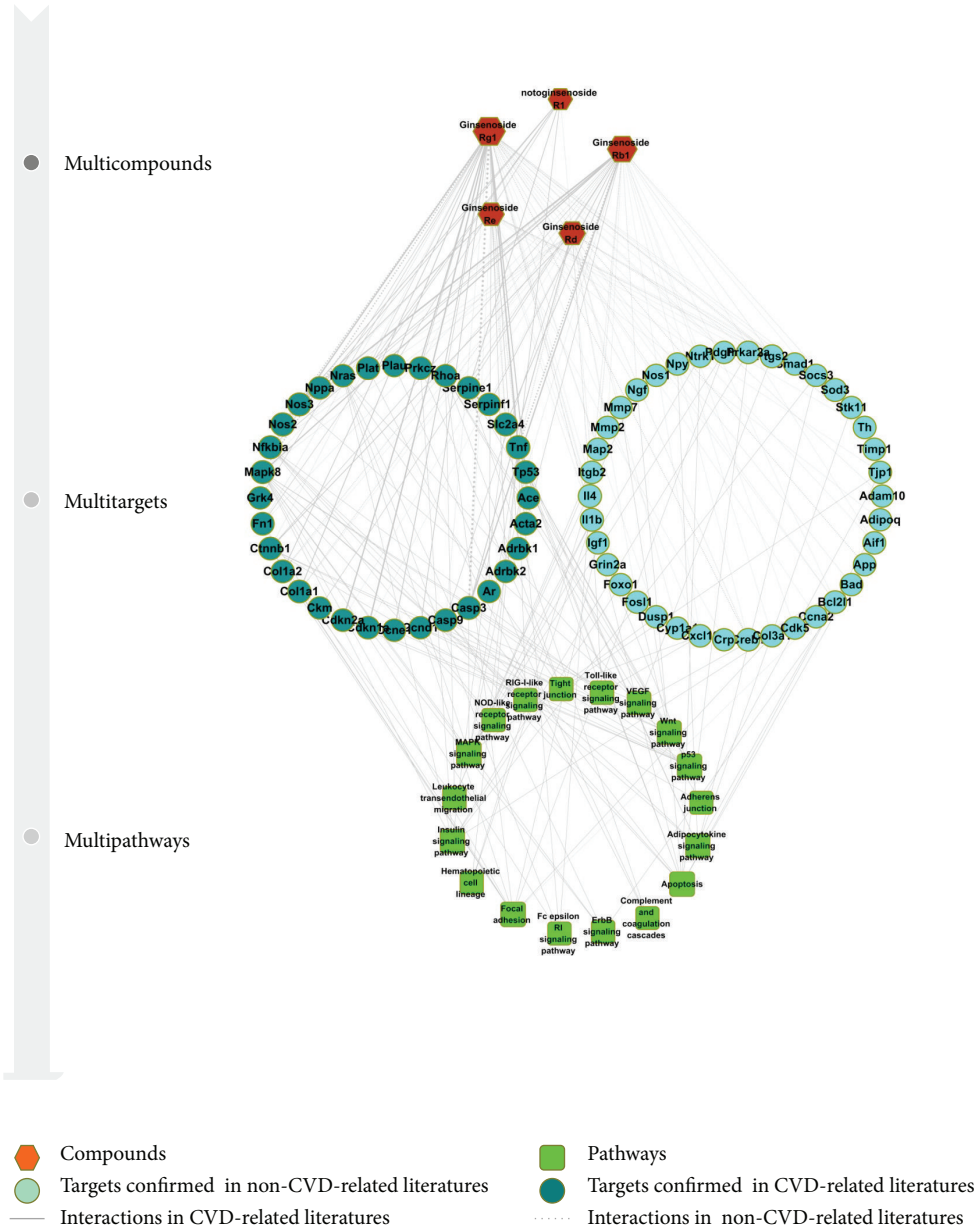 notoginsenoside
R1
Ginsenoside
Rg1
Ginsenoside
Rb1
Multicompounds
Ginsenoside
Re
Ginsenoside
Rd
Plau
Plat
Prkcz
Nras
Rhoa
Nppa
Serpine1
Nos3
Serpinf1
Nos2
Slc2a4
Nfkbia
Tnf
Mapk8
Tp53
Grk4
Ace
Fn1
Acta2
Ctnnb1
Adrbk1
Col1a2
Adrbk2
Col1a1
Ar
Ckm
Casp3
Casp9
Ntrk1
Npy
Nos1
Socs3
Ngf
Sod3
Mmp7
Stk11
Mmp2
Th
Map2
Timp1
Itgb2
Tjp1
Il4
Adam10
Il1b
Adipoq
Igf1
Aif1
Grin2a
App
Foxo1
Bad
Fosl1
Bcl2l1
Dusp1
Ccna2
Cdk5
Crp
Multitargets
Tight
junction
Toll-like
receptor
signaling
pathway
RIG-I-like
receptor
signaling
pathway
VEGF
signaling
pathway
NOD-like
receptor
signaling
pathway
Wnt
signaling
pathway
MAPK
signaling
pathway
p53
signaling
pathway
Leukocyte
transendothelial
migration
Adherens
junction
Multipathways
Insulin
signaling
pathway
Adipocytokine
signaling
pathway
Hematopoietic
cell
lineage
Apoptosis
Focal
adhesion
Complement
and
coagulation
cascades
Fc epsilon
RI
signaling
pathway
ErbB
signaling
pathway
Compounds
Pathways
Targets confirmed in non-CVD-related literatures
Targets confirmed in CVD-related literatures
Interactions in CVD-related literatures
Interactions in non-CVD-related literatures